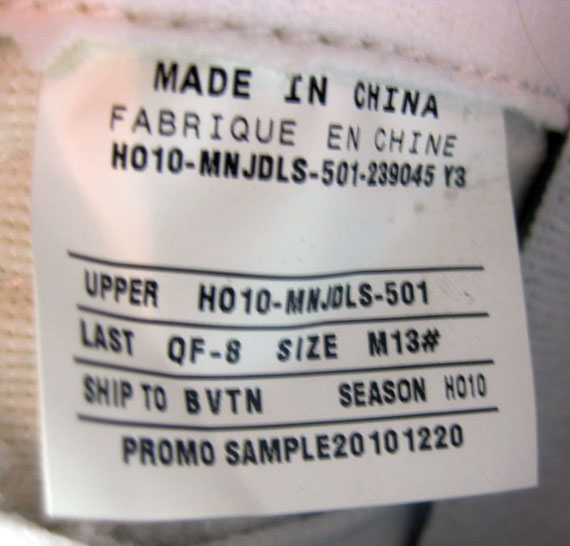 MADE IN CHINA
FABRIQUE EN CHINE
HO10-MNJDLS-501-239045 Y3
UPPER HO10-MNJDLS-501
LAST QF-8 SIZE M13#
SHIP TO BVTN SEASON HO10
PROMO SAMPLE20101220